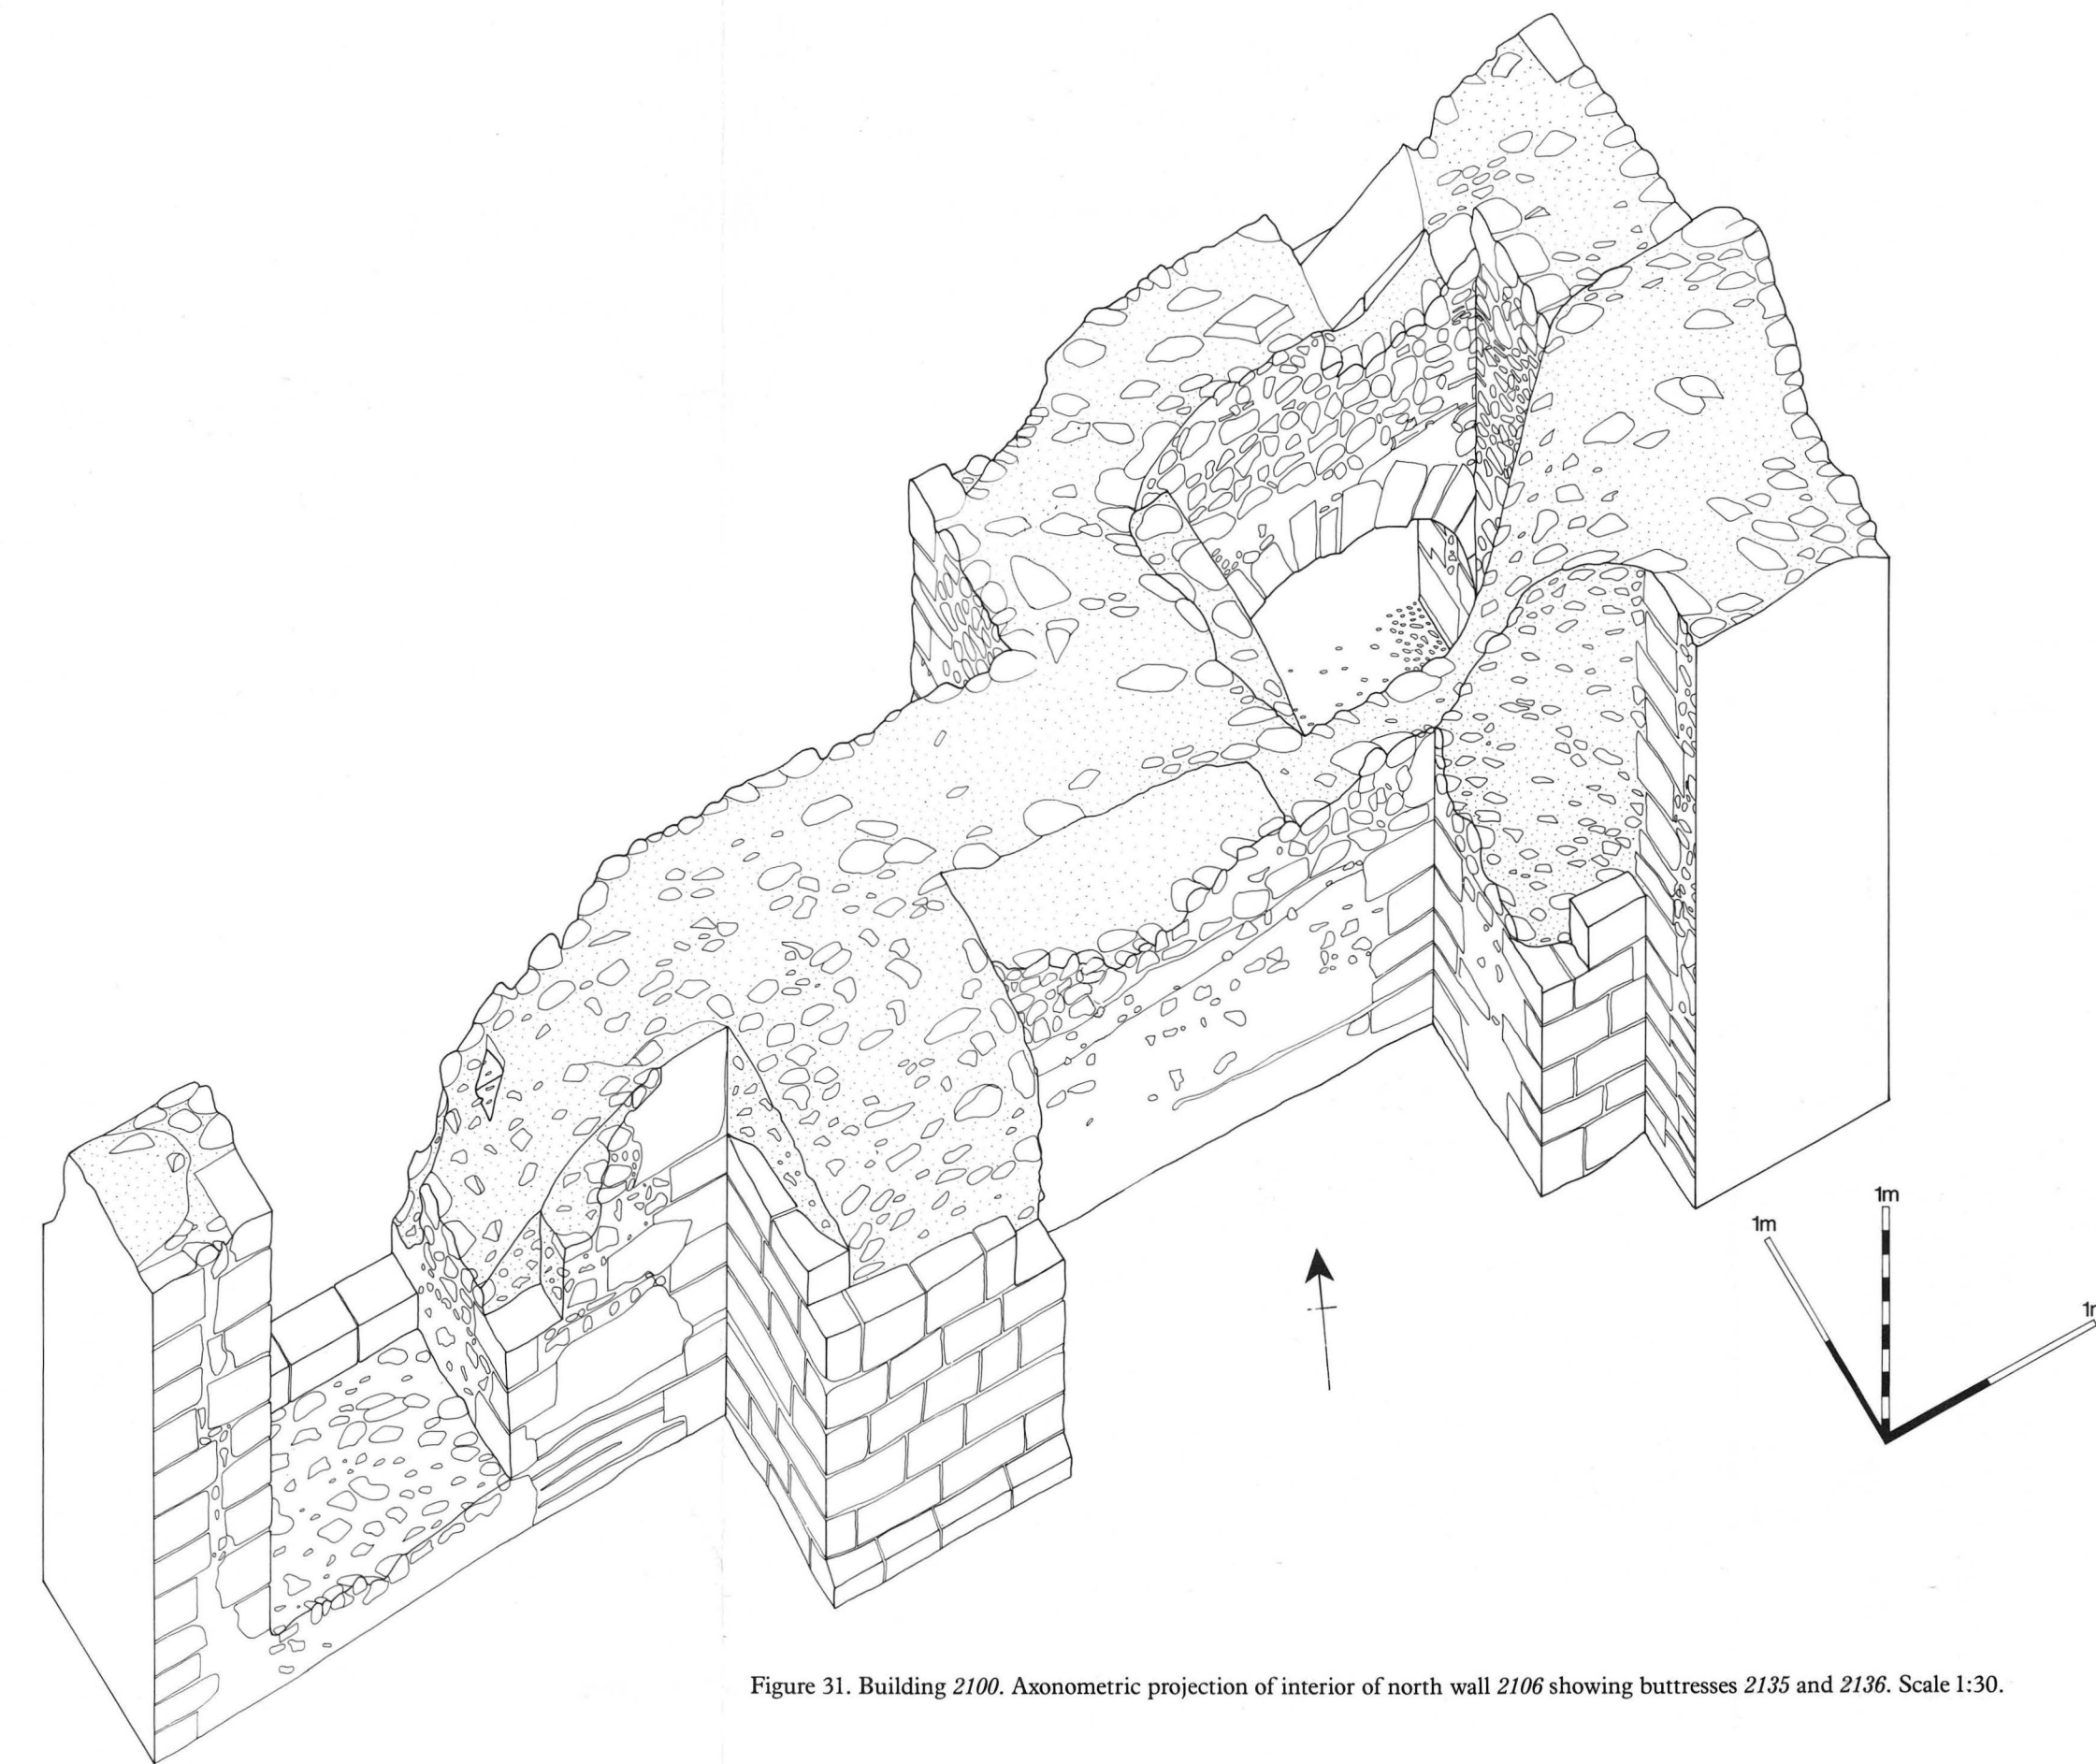 1m
1m
Figure 31. Building 2100. Axonometric projection of interior of north wall 2106 showing buttresses 2135 and 2136. Scale 1:30.